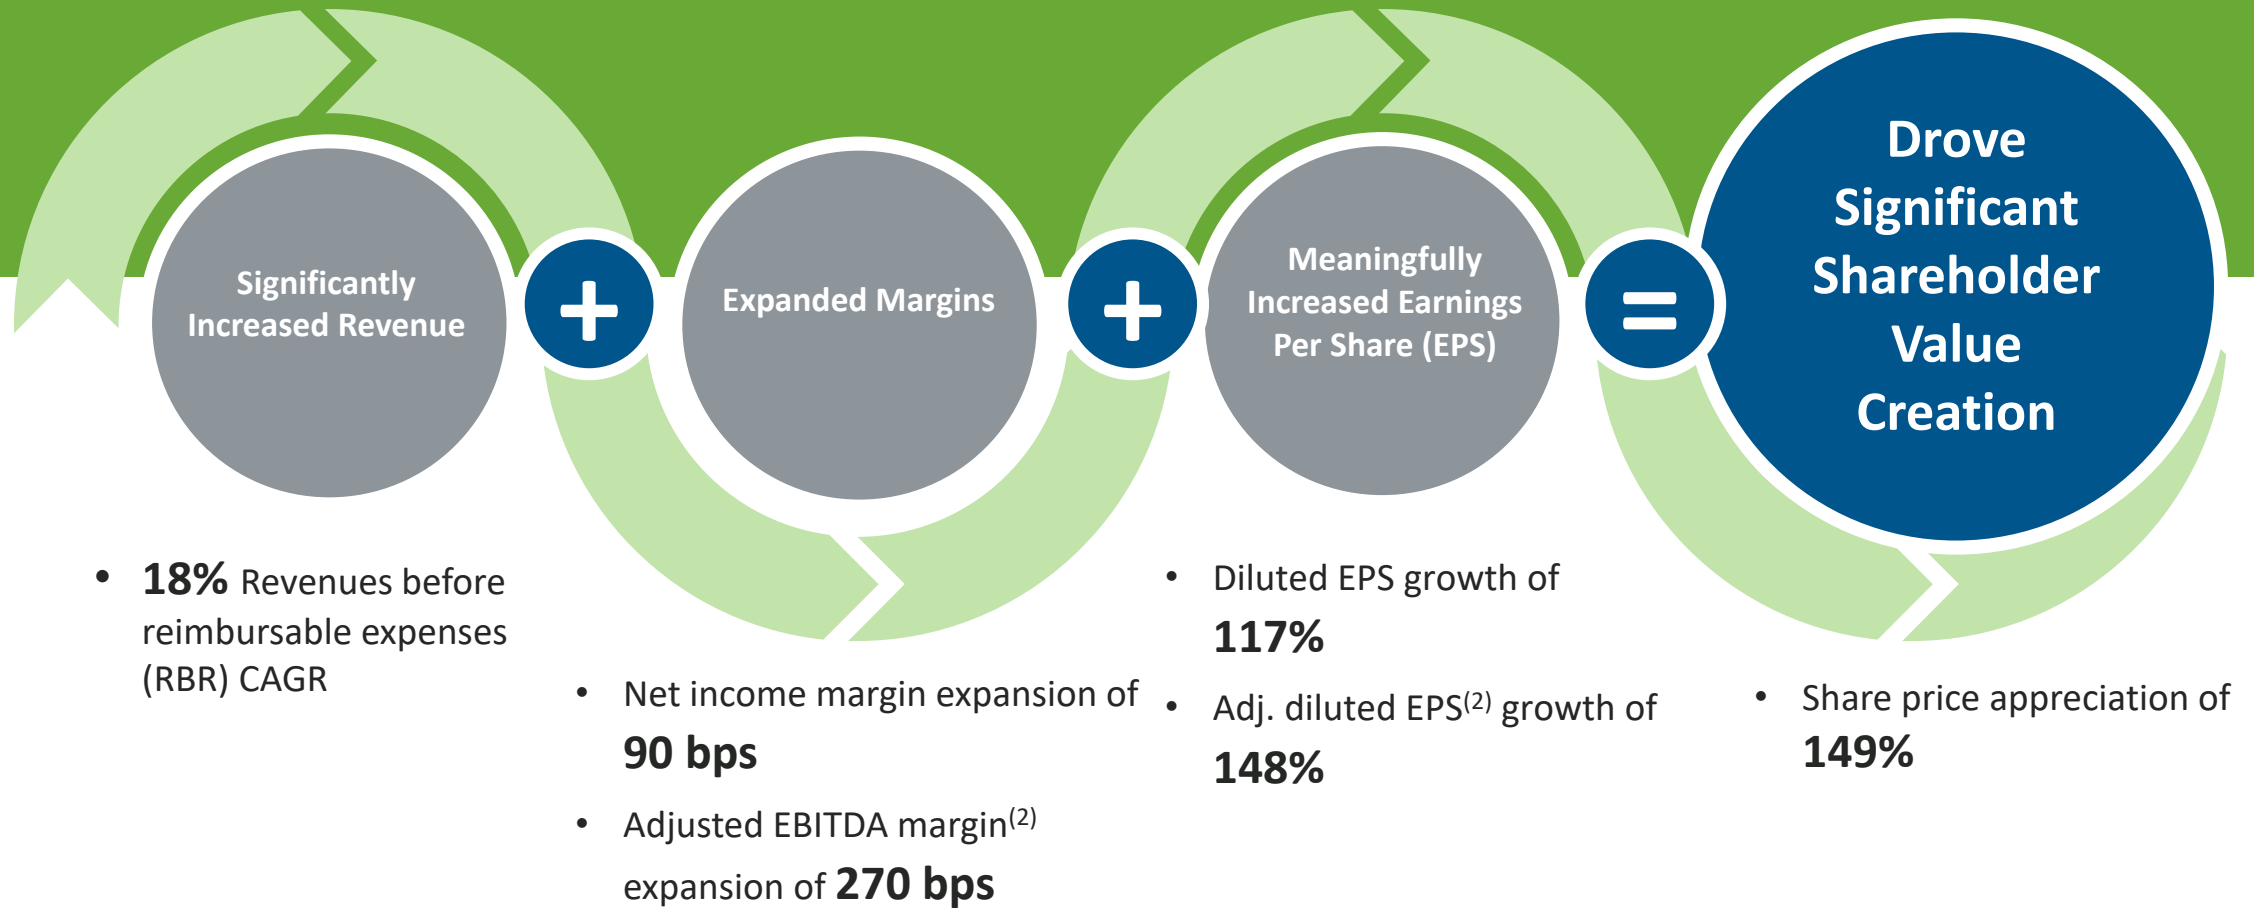 Significantly
Increased Revenue
+
Expanded Margins
+
Meaningfully
Increased Earnings
Per Share (EPS)
=
Drove
Significant
Shareholder
Value
Creation
• 18% Revenues before
reimbursable expenses
(RBR) CAGR
• Net income margin expansion of
90 bps
• Adjusted EBITDA margin(2)
expansion of 270 bps
• Diluted EPS growth of
117%
• Adj. diluted EPS(2) growth of
148%
• Share price appreciation of
149%